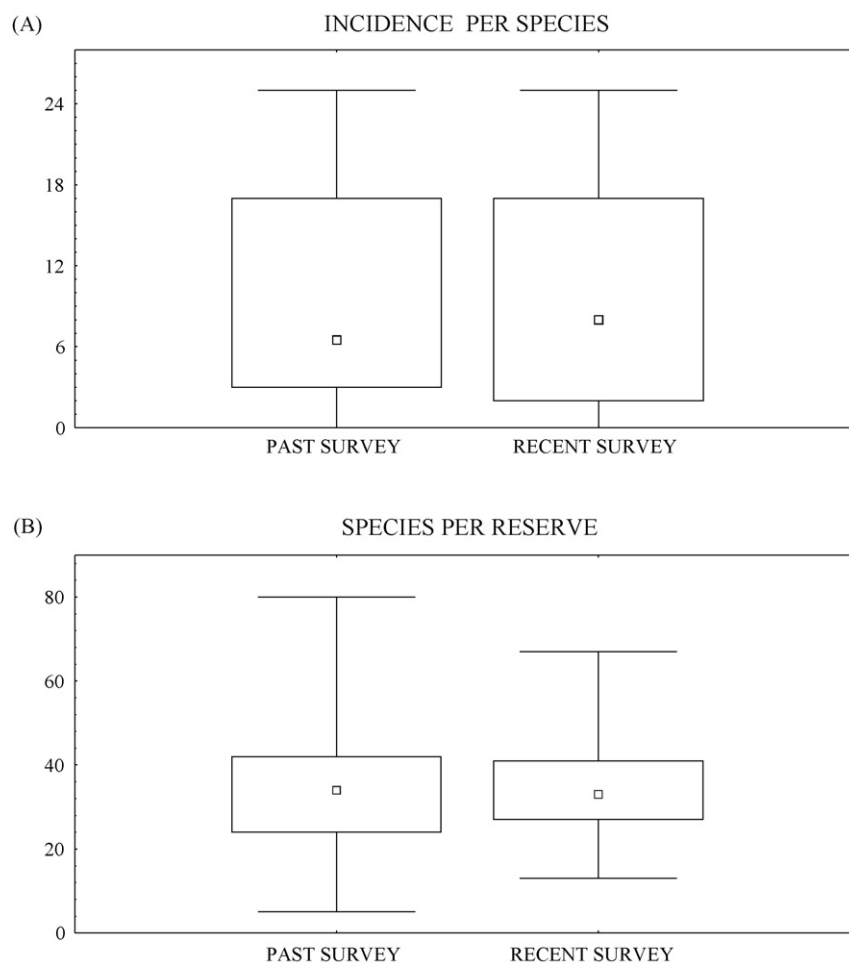 (A)
INCIDENCE PER SPECIES
24
18
12
6
0
PAST SURVEY
RECENT SURVEY
(B)
SPECIES PER RESERVE
80
60
40
20
0
PAST SURVEY
RECENT SURVEY